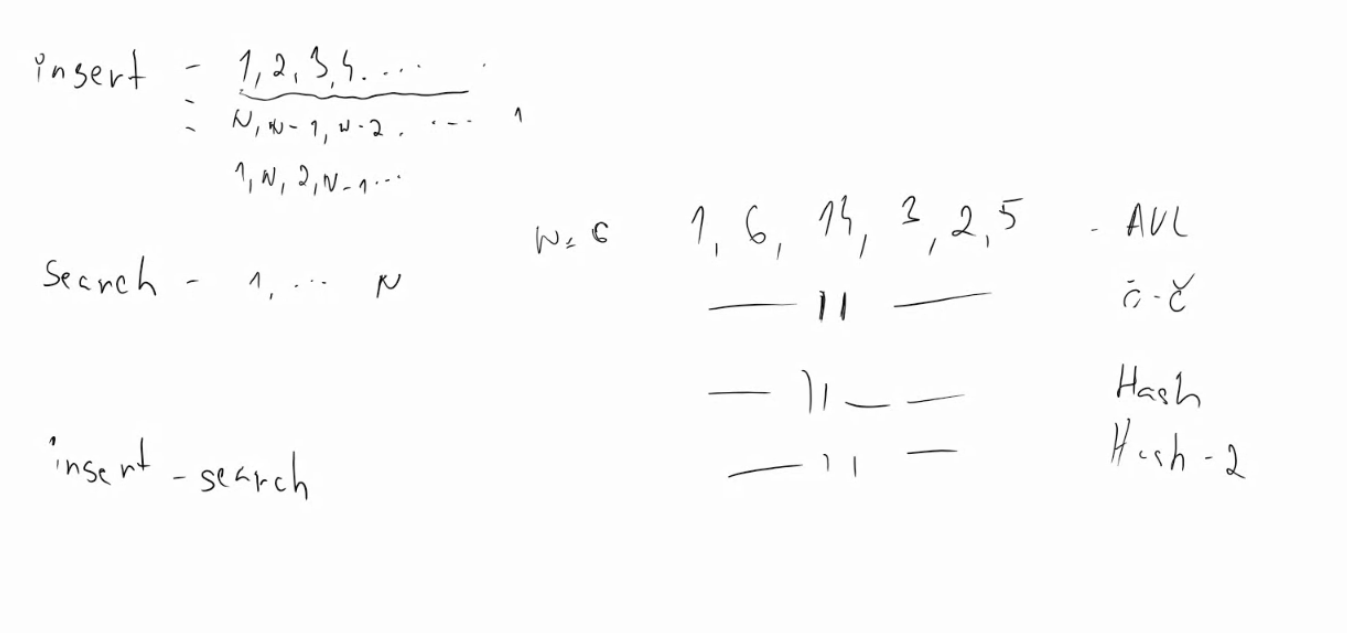 insert - 1, 2, 3, 4. ...
- N, N-1, N-2, .... 1
- 1, N, 2, N-1 ...
N = 6 1, 6, 14, 3, 2, 5 - AVL
Search - 1, ... N
— 11 — č-č
— 11 — — Hash
insert - search — 11 — Hash-2